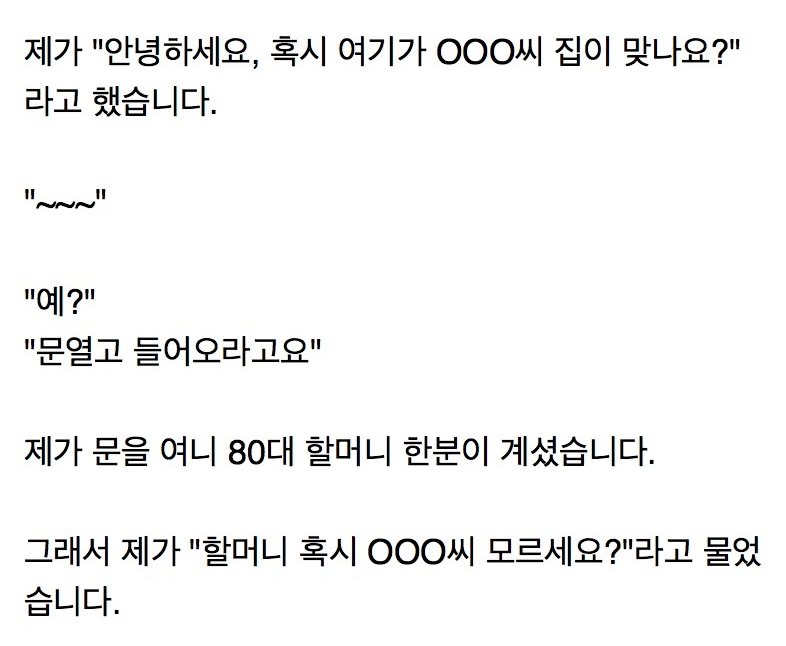 제가 "안녕하세요, 혹시 여기가 OOO씨 집이 맞나요?"
라고 했습니다.
"~~~"
"예?"
"문열고 들어오라고요"
제가 문을 여니 80대 할머니 한분이 계셨습니다.
그래서 제가 "할머니 혹시 OOO씨 모르세요?"라고 물었
습니다.